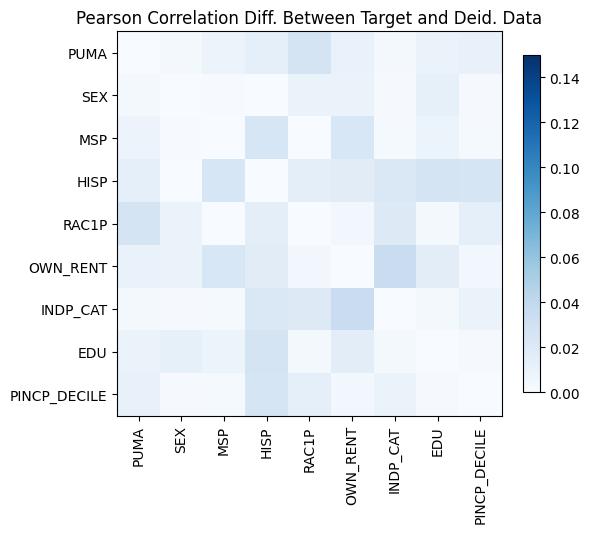 Pearson Correlation Diff. Between Target and Deid. Data
PUMA
SEX
MSP
HISP
RAC1P
OWN_RENT
INDP_CAT
EDU
PINCP_DECILE
PUMA
SEX
MSP
HISP
RAC1P
OWN_RENT
INDP_CAT
EDU
PINCP_DECILE
0.14
0.12
0.10
0.08
0.06
0.04
0.02
0.00